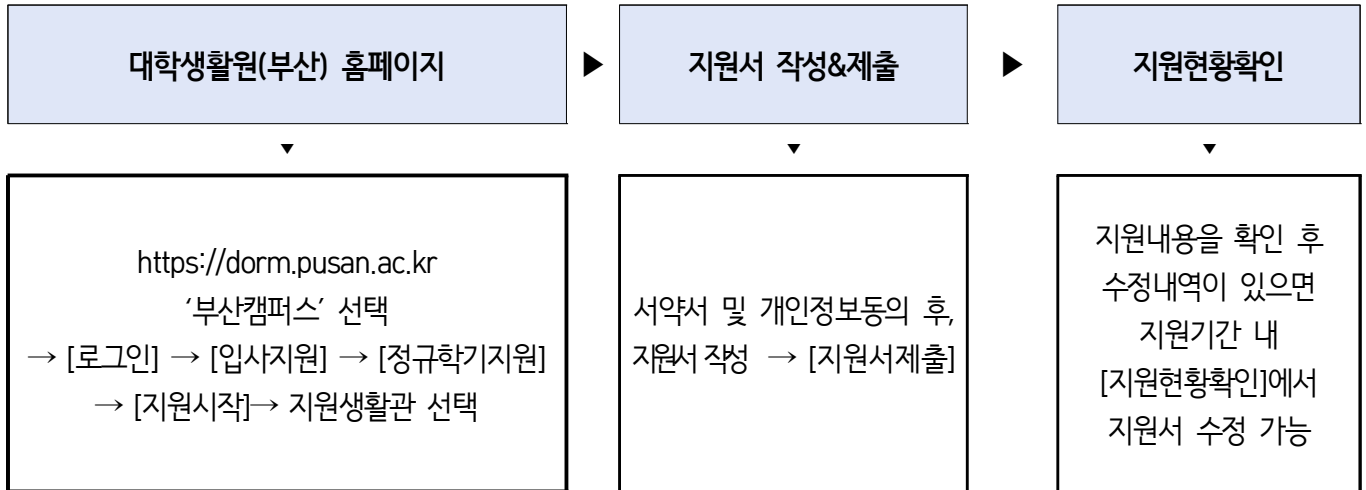 대학생활원(부산) 홈페이지
▶
지원서 작성&제출
▶
지원현황확인
▼
▼
▼
https://dorm.pusan.ac.kr
‘부산캠퍼스’ 선택
→ [로그인] → [입사지원] → [정규학기지원]
→ [지원시작]→ 지원생활관 선택
서약서 및 개인정보동의 후,
지원서 작성 → [지원서제출]
지원내용을 확인 후
수정내역이 있으면
지원기간 내
[지원현황확인]에서
지원서 수정 가능